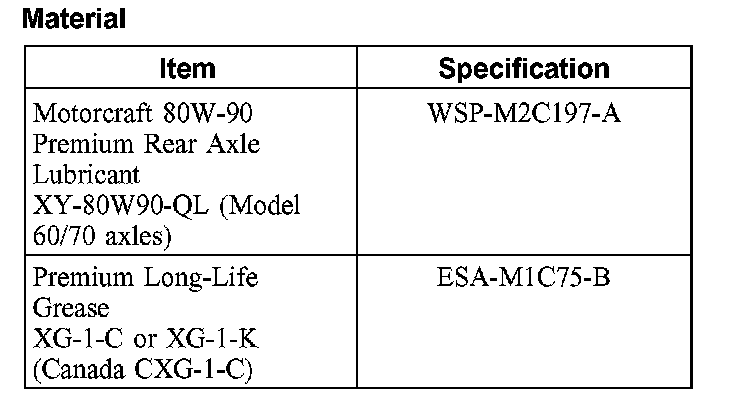 Material
Item
Specification
Motorcraft 80W-90
Premium Rear Axle
Lubricant
XY-80W90-QL (Model
60/70 axles)
WSP-M2C197-A
Premium Long-Life
Grease
XG-1-C or XG-1-K
(Canada CXG-1-C)
ESA-M1C75-B